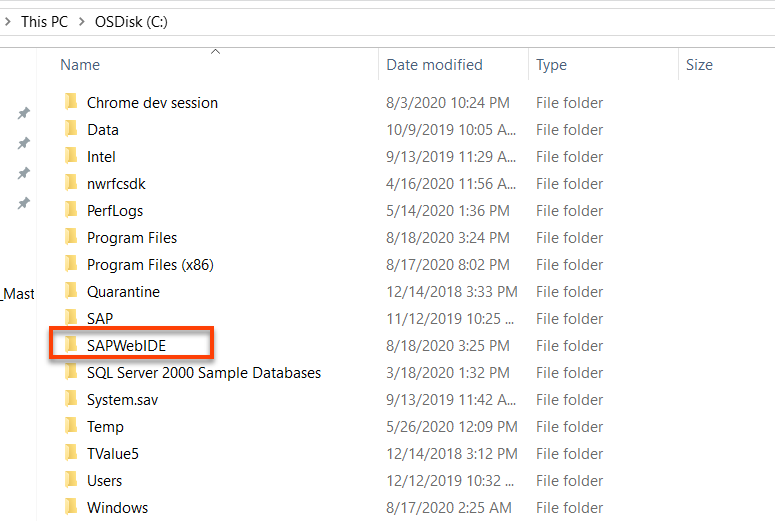 This PC > OSDisk (C:)
Name Date modified Type Size
Chrome dev session 8/3/2020 10:24 PM File folder
Data 10/9/2019 10:05 A... File folder
Intel 9/13/2019 11:29 A... File folder
nwrfcsdk 4/16/2020 11:56 A... File folder
PerfLogs 5/14/2020 1:36 PM File folder
Program Files 8/18/2020 3:24 PM File folder
Program Files (x86) 8/17/2020 8:02 PM File folder
_Mast Quarantine 12/14/2018 3:33 PM File folder
SAP 11/12/2019 10:25 ... File folder
SAPWebIDE 8/18/2020 3:25 PM File folder
SQL Server 2000 Sample Databases 3/18/2020 1:32 PM File folder
System.sav 9/13/2019 11:42 A... File folder
Temp 5/26/2020 12:09 PM File folder
TValue5 12/14/2018 3:12 PM File folder
Users 12/12/2019 10:32 ... File folder
Windows 8/17/2020 2:25 AM File folder